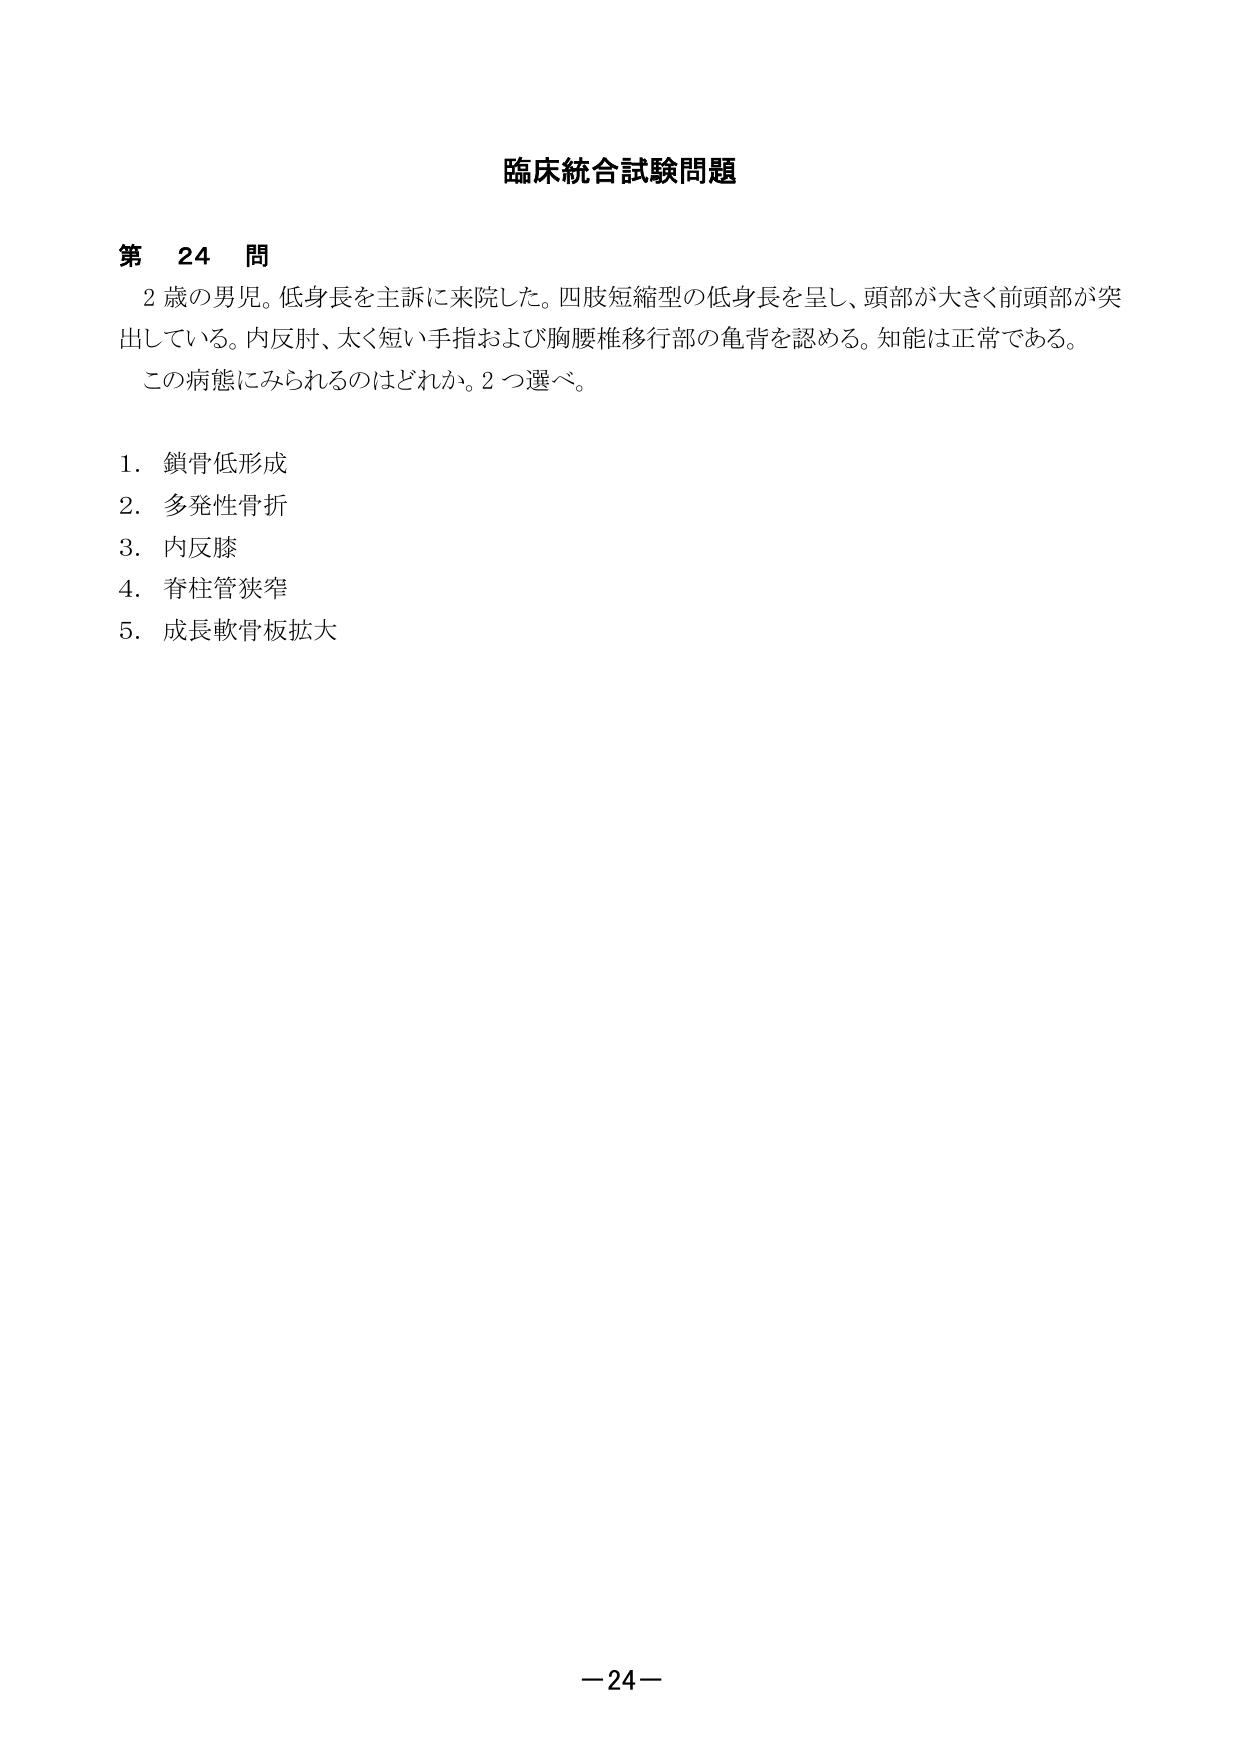 臨床統合試験問題
第 24 問
2 歳の男児。低身長を主訴に来院した。四肢短縮型の低身長を呈し、頭部が大きく前頭部が突
出している。内反肘、太く短い手指および胸腰椎移行部の亀背を認める。知能は正常である。
この病態にみられるのはどれか。2 つ選べ。
1. 鎖骨低形成
2. 多発性骨折
3. 内反膝
4. 脊柱管狭窄
5. 成長軟骨板拡大
―24―